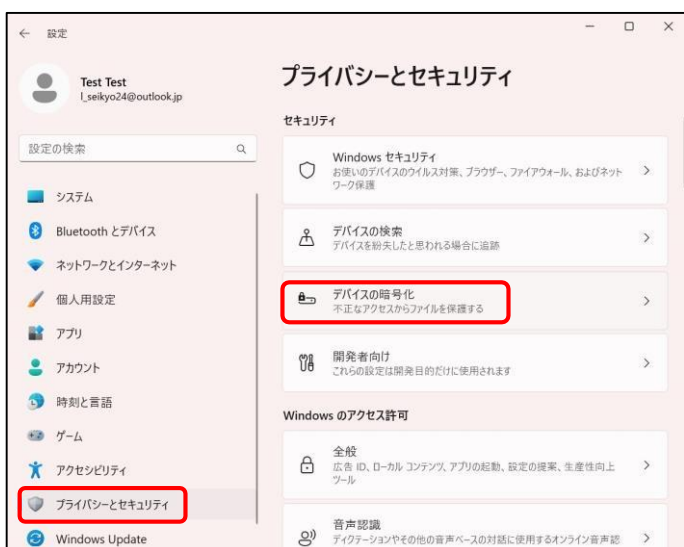 設定
Test Test
l_seikyo24@outlook.jp
設定の検索
システム
Bluetooth とデバイス
ネットワークとインターネット
個人用設定
アプリ
アカウント
時刻と言語
ゲーム
アクセシビリティ
プライバシーとセキュリティ
Windows Update
プライバシーとセキュリティ
セキュリティ
Windows セキュリティ
お使いのデバイスのウイルス対策、ブラウザー、ファイアウォール、およびネット
ワーク保護
デバイスの検索
デバイスを紛失したと思われる場合に追跡
デバイスの暗号化
不正なアクセスからファイルを保護する
開発者向け
これらの設定は開発目的だけに使用されます
Windows のアクセス許可
全般
広告 ID、ローカル コンテンツ、アプリの起動、設定の提案、生産性向上
ツール
音声認識
ディクテーションやその他の音声ベースの対話に使用するオンライン音声認